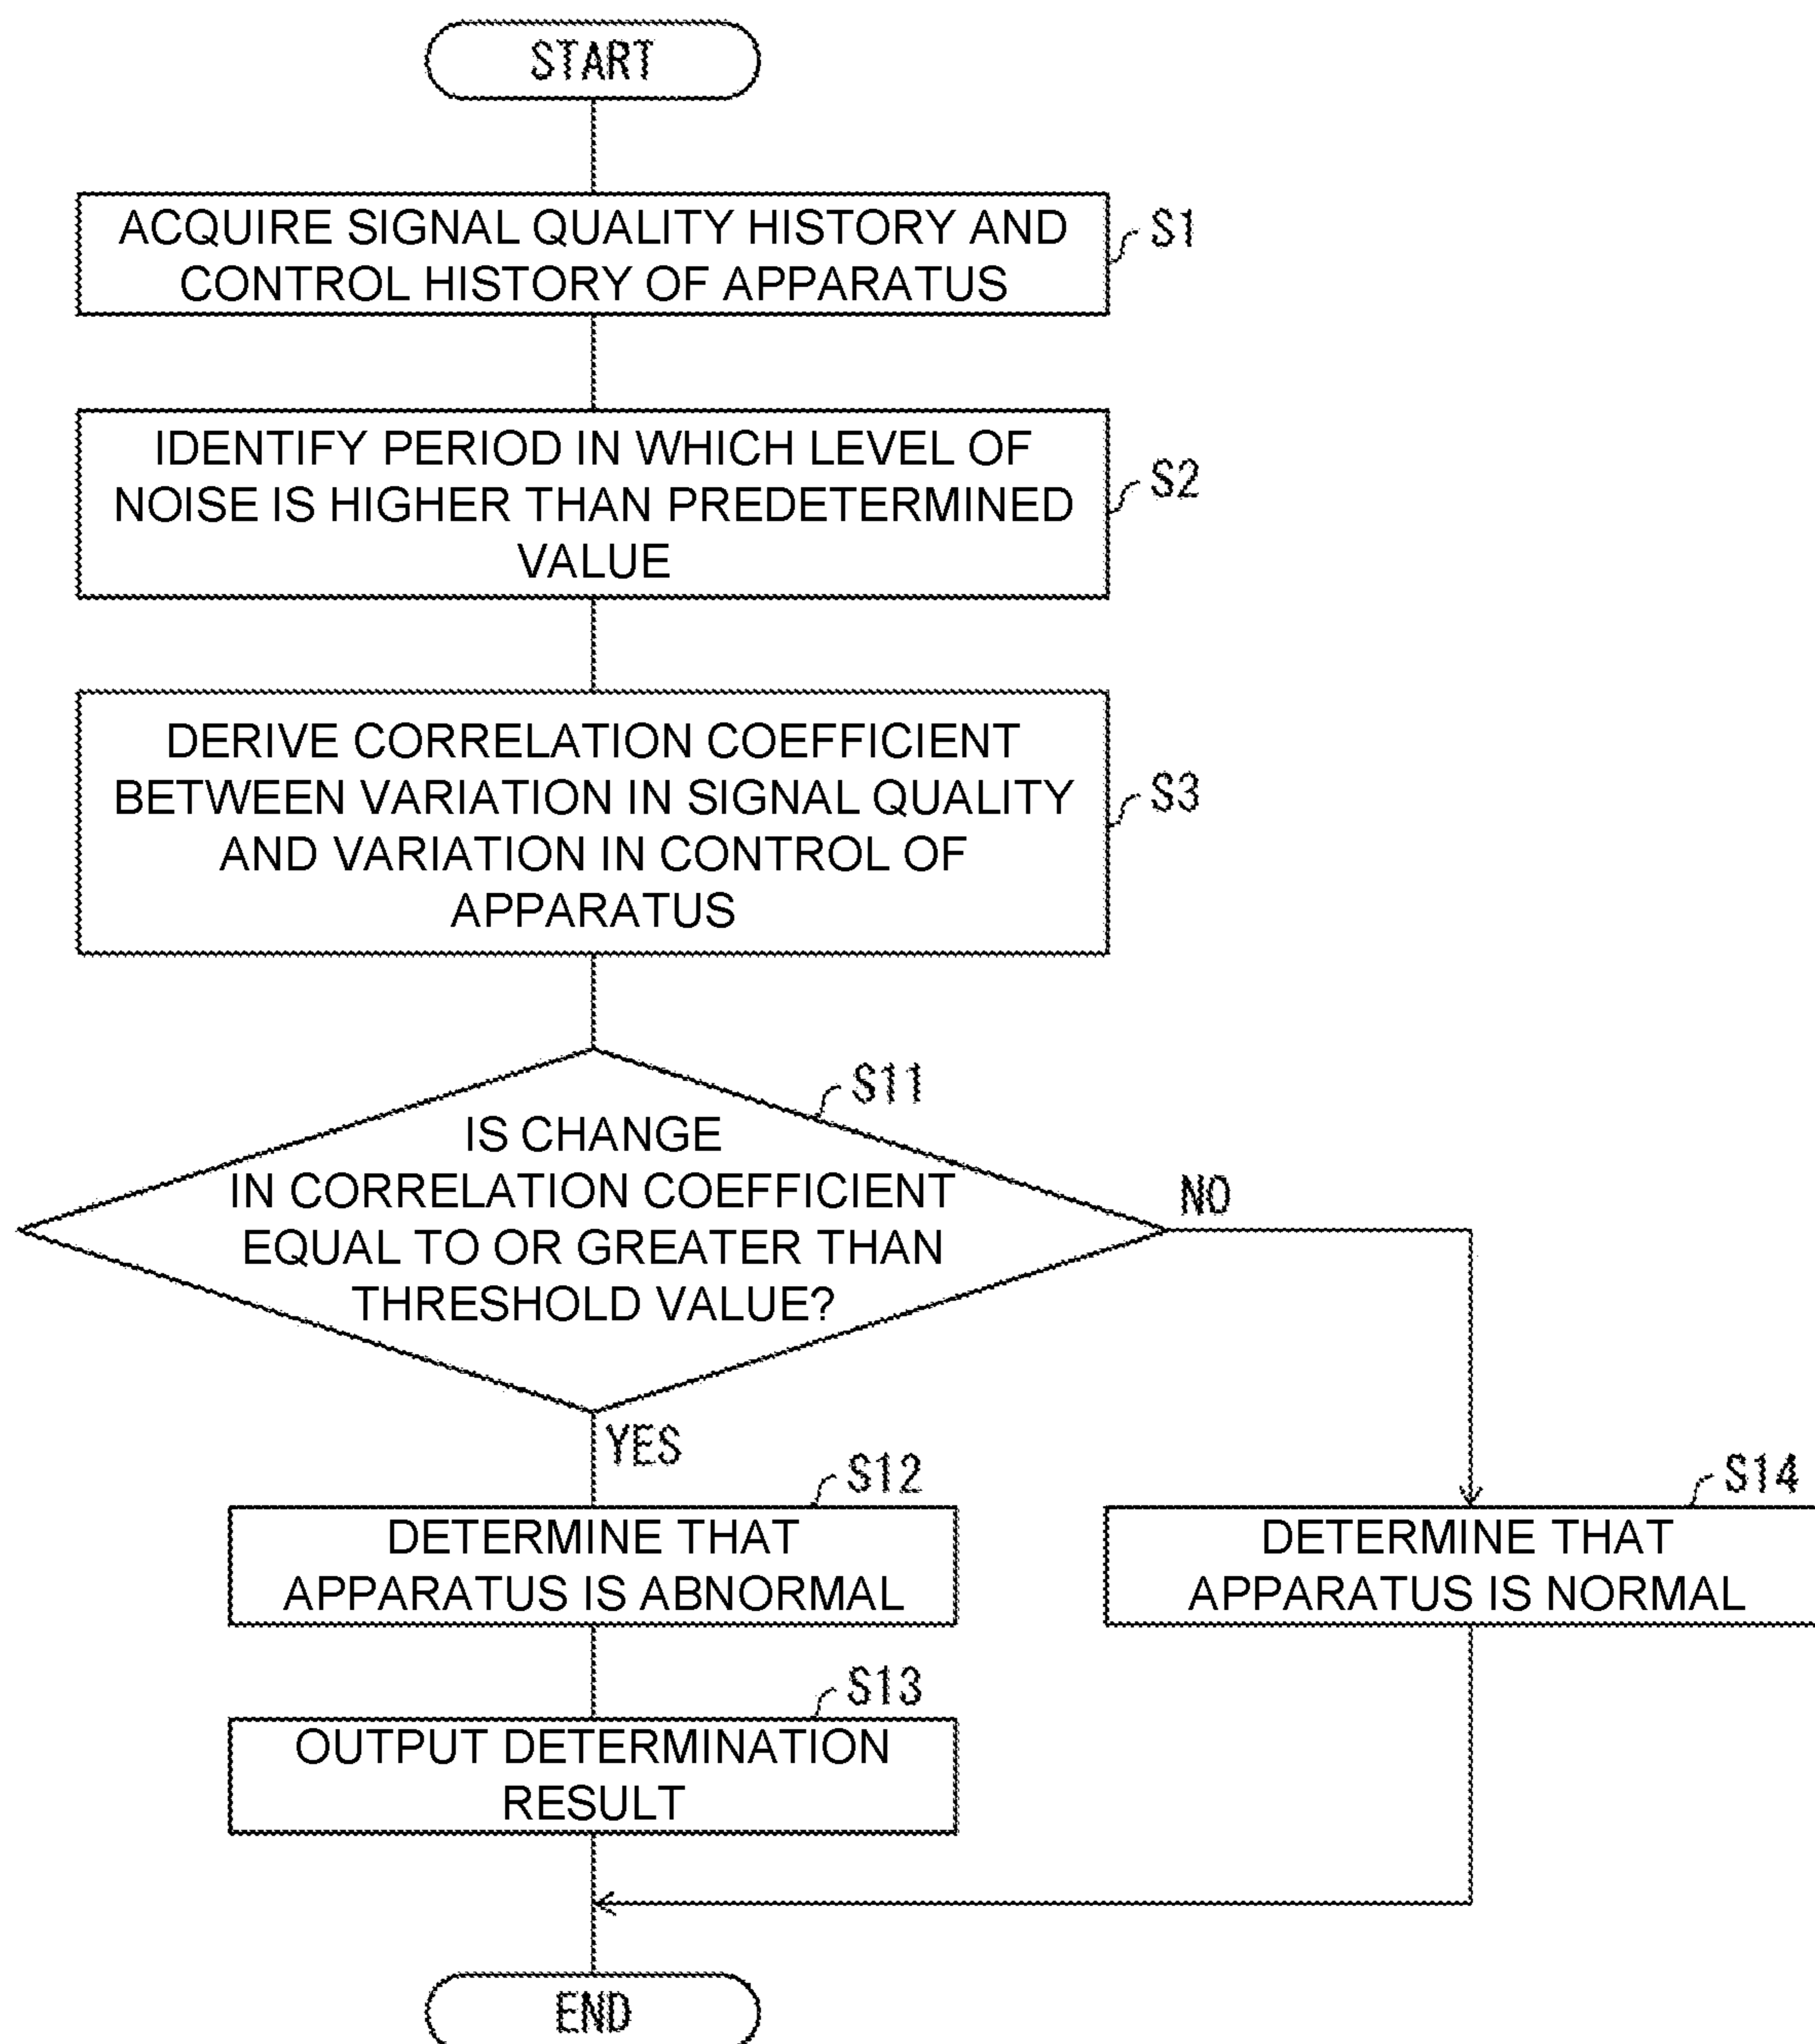 START
ACQUIRE SIGNAL QUALITY HISTORY AND
CONTROL HISTORY OF APPARATUS
S1
IDENTIFY PERIOD IN WHICH LEVEL OF
NOISE IS HIGHER THAN PREDETERMINED
VALUE
S2
DERIVE CORRELATION COEFFICIENT
BETWEEN VARIATION IN SIGNAL QUALITY
AND VARIATION IN CONTROL OF
APPARATUS
S3
S11
IS CHANGE
IN CORRELATION COEFFICIENT
EQUAL TO OR GREATER THAN
THRESHOLD VALUE?
NO
YES
S12
DETERMINE THAT
APPARATUS IS ABNORMAL
S14
DETERMINE THAT
APPARATUS IS NORMAL
S13
OUTPUT DETERMINATION
RESULT
END